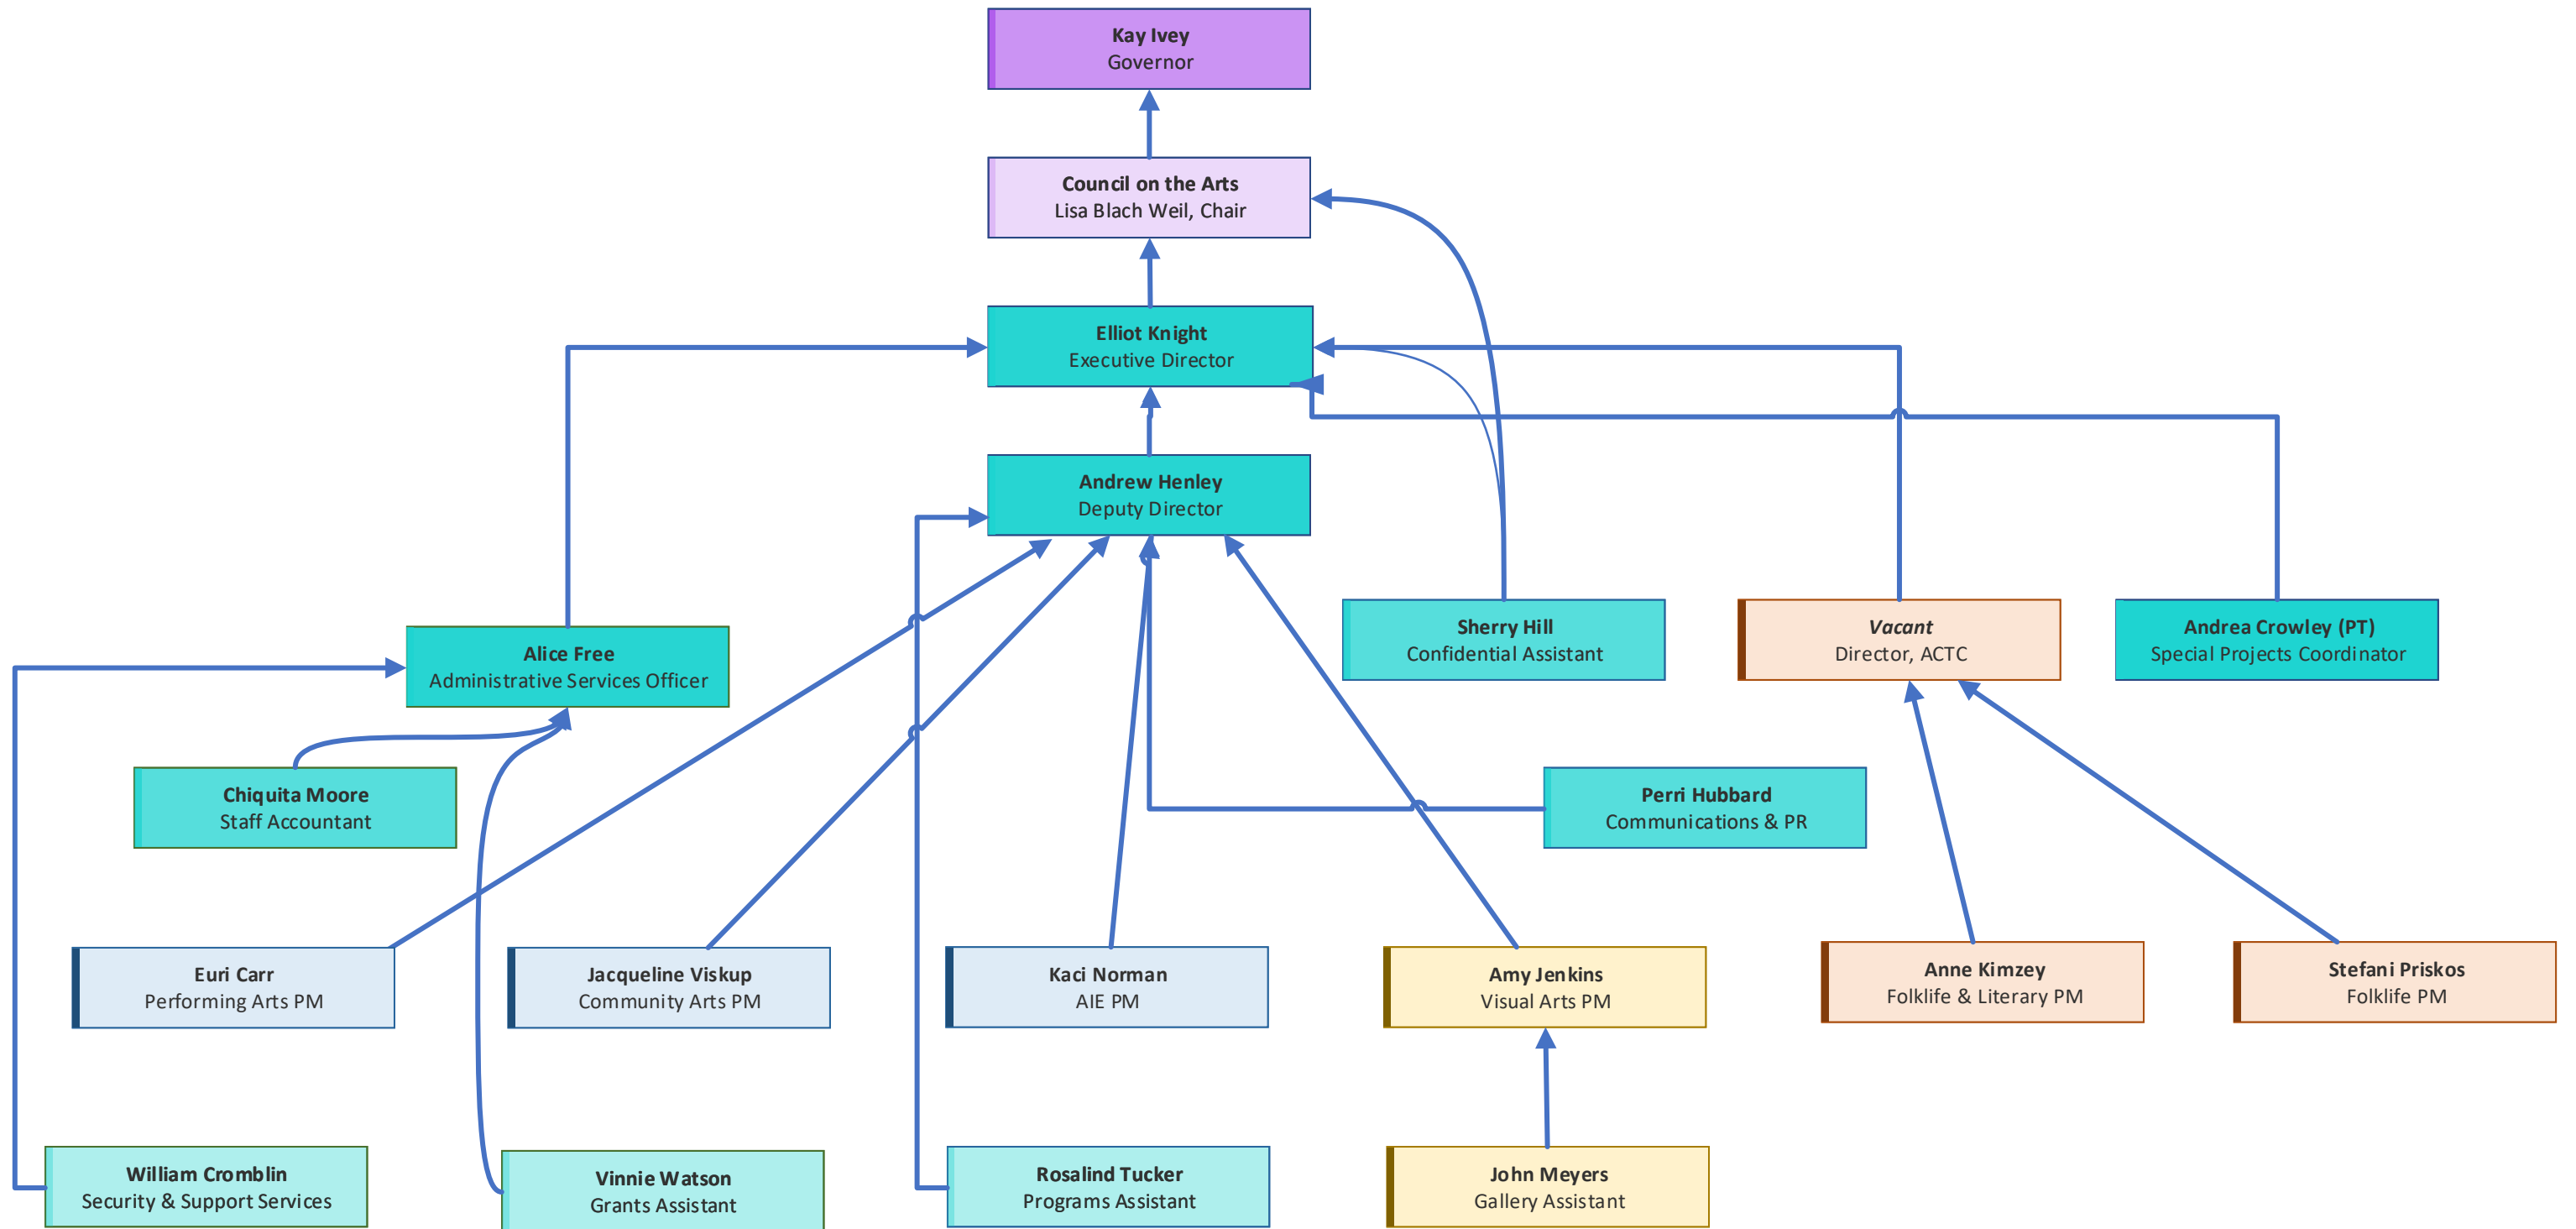 Kay Ivey
Governor
Council on the Arts
Lisa Blach Weil, Chair
Elliot Knight
Executive Director
Andrew Henley
Deputy Director
Sherry Hill
Confidential Assistant
Vacant
Director, ACTC
Andrea Crowley (PT)
Special Projects Coordinator
Alice Free
Administrative Services Officer
Chiquita Moore
Staff Accountant
Perri Hubbard
Communications & PR
Euri Carr
Performing Arts PM
Jacqueline Viskup
Community Arts PM
Kaci Norman
AIE PM
Amy Jenkins
Visual Arts PM
Anne Kimzey
Folklife & Literary PM
Stefani Priskos
Folklife PM
William Cromblin
Security & Support Services
Vinnie Watson
Grants Assistant
Rosalind Tucker
Programs Assistant
John Meyers
Gallery Assistant